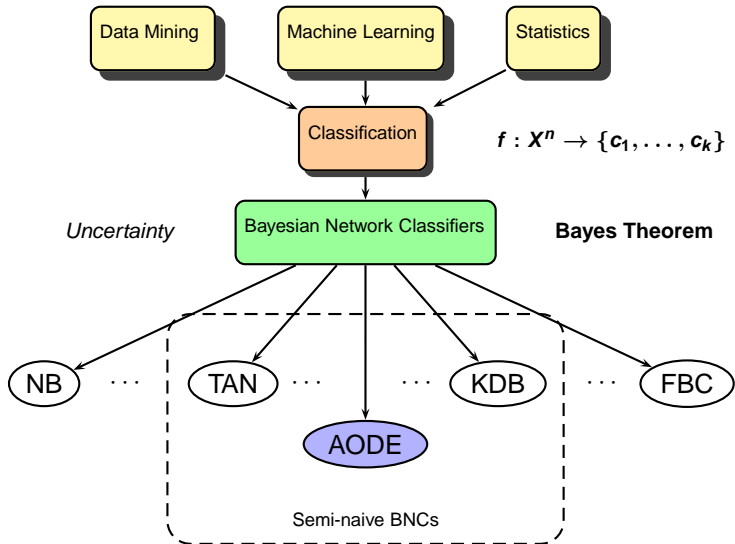 Data Mining
Machine Learning
Statistics
Classification
f : Xⁿ → {c₁, . . . , cₖ}
Uncertainty
Bayesian Network Classifiers
Bayes Theorem
NB
. . .
TAN
. . .
. . .
KDB
. . .
FBC
AODE
Semi-naive BNCs